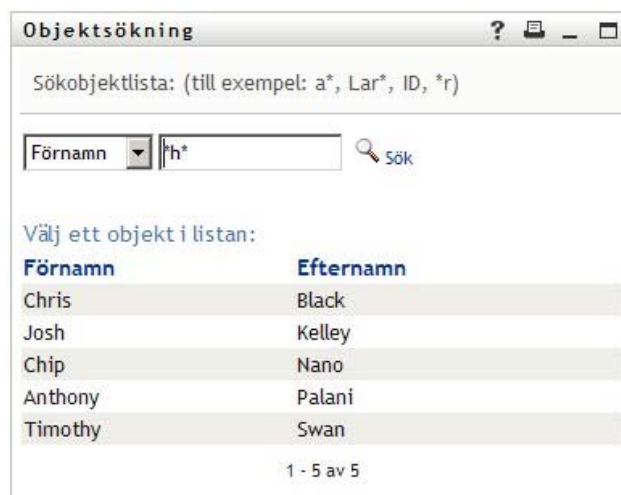 Objektsökning ?
Sökobjektlista: (till exempel: a*, Lar*, ID, *r)
Förnamn *h* Sök
Välj ett objekt i listan:
Förnamn Efternamn
Chris Black
Josh Kelley
Chip Nano
Anthony Palani
Timothy Swan
1 - 5 av 5